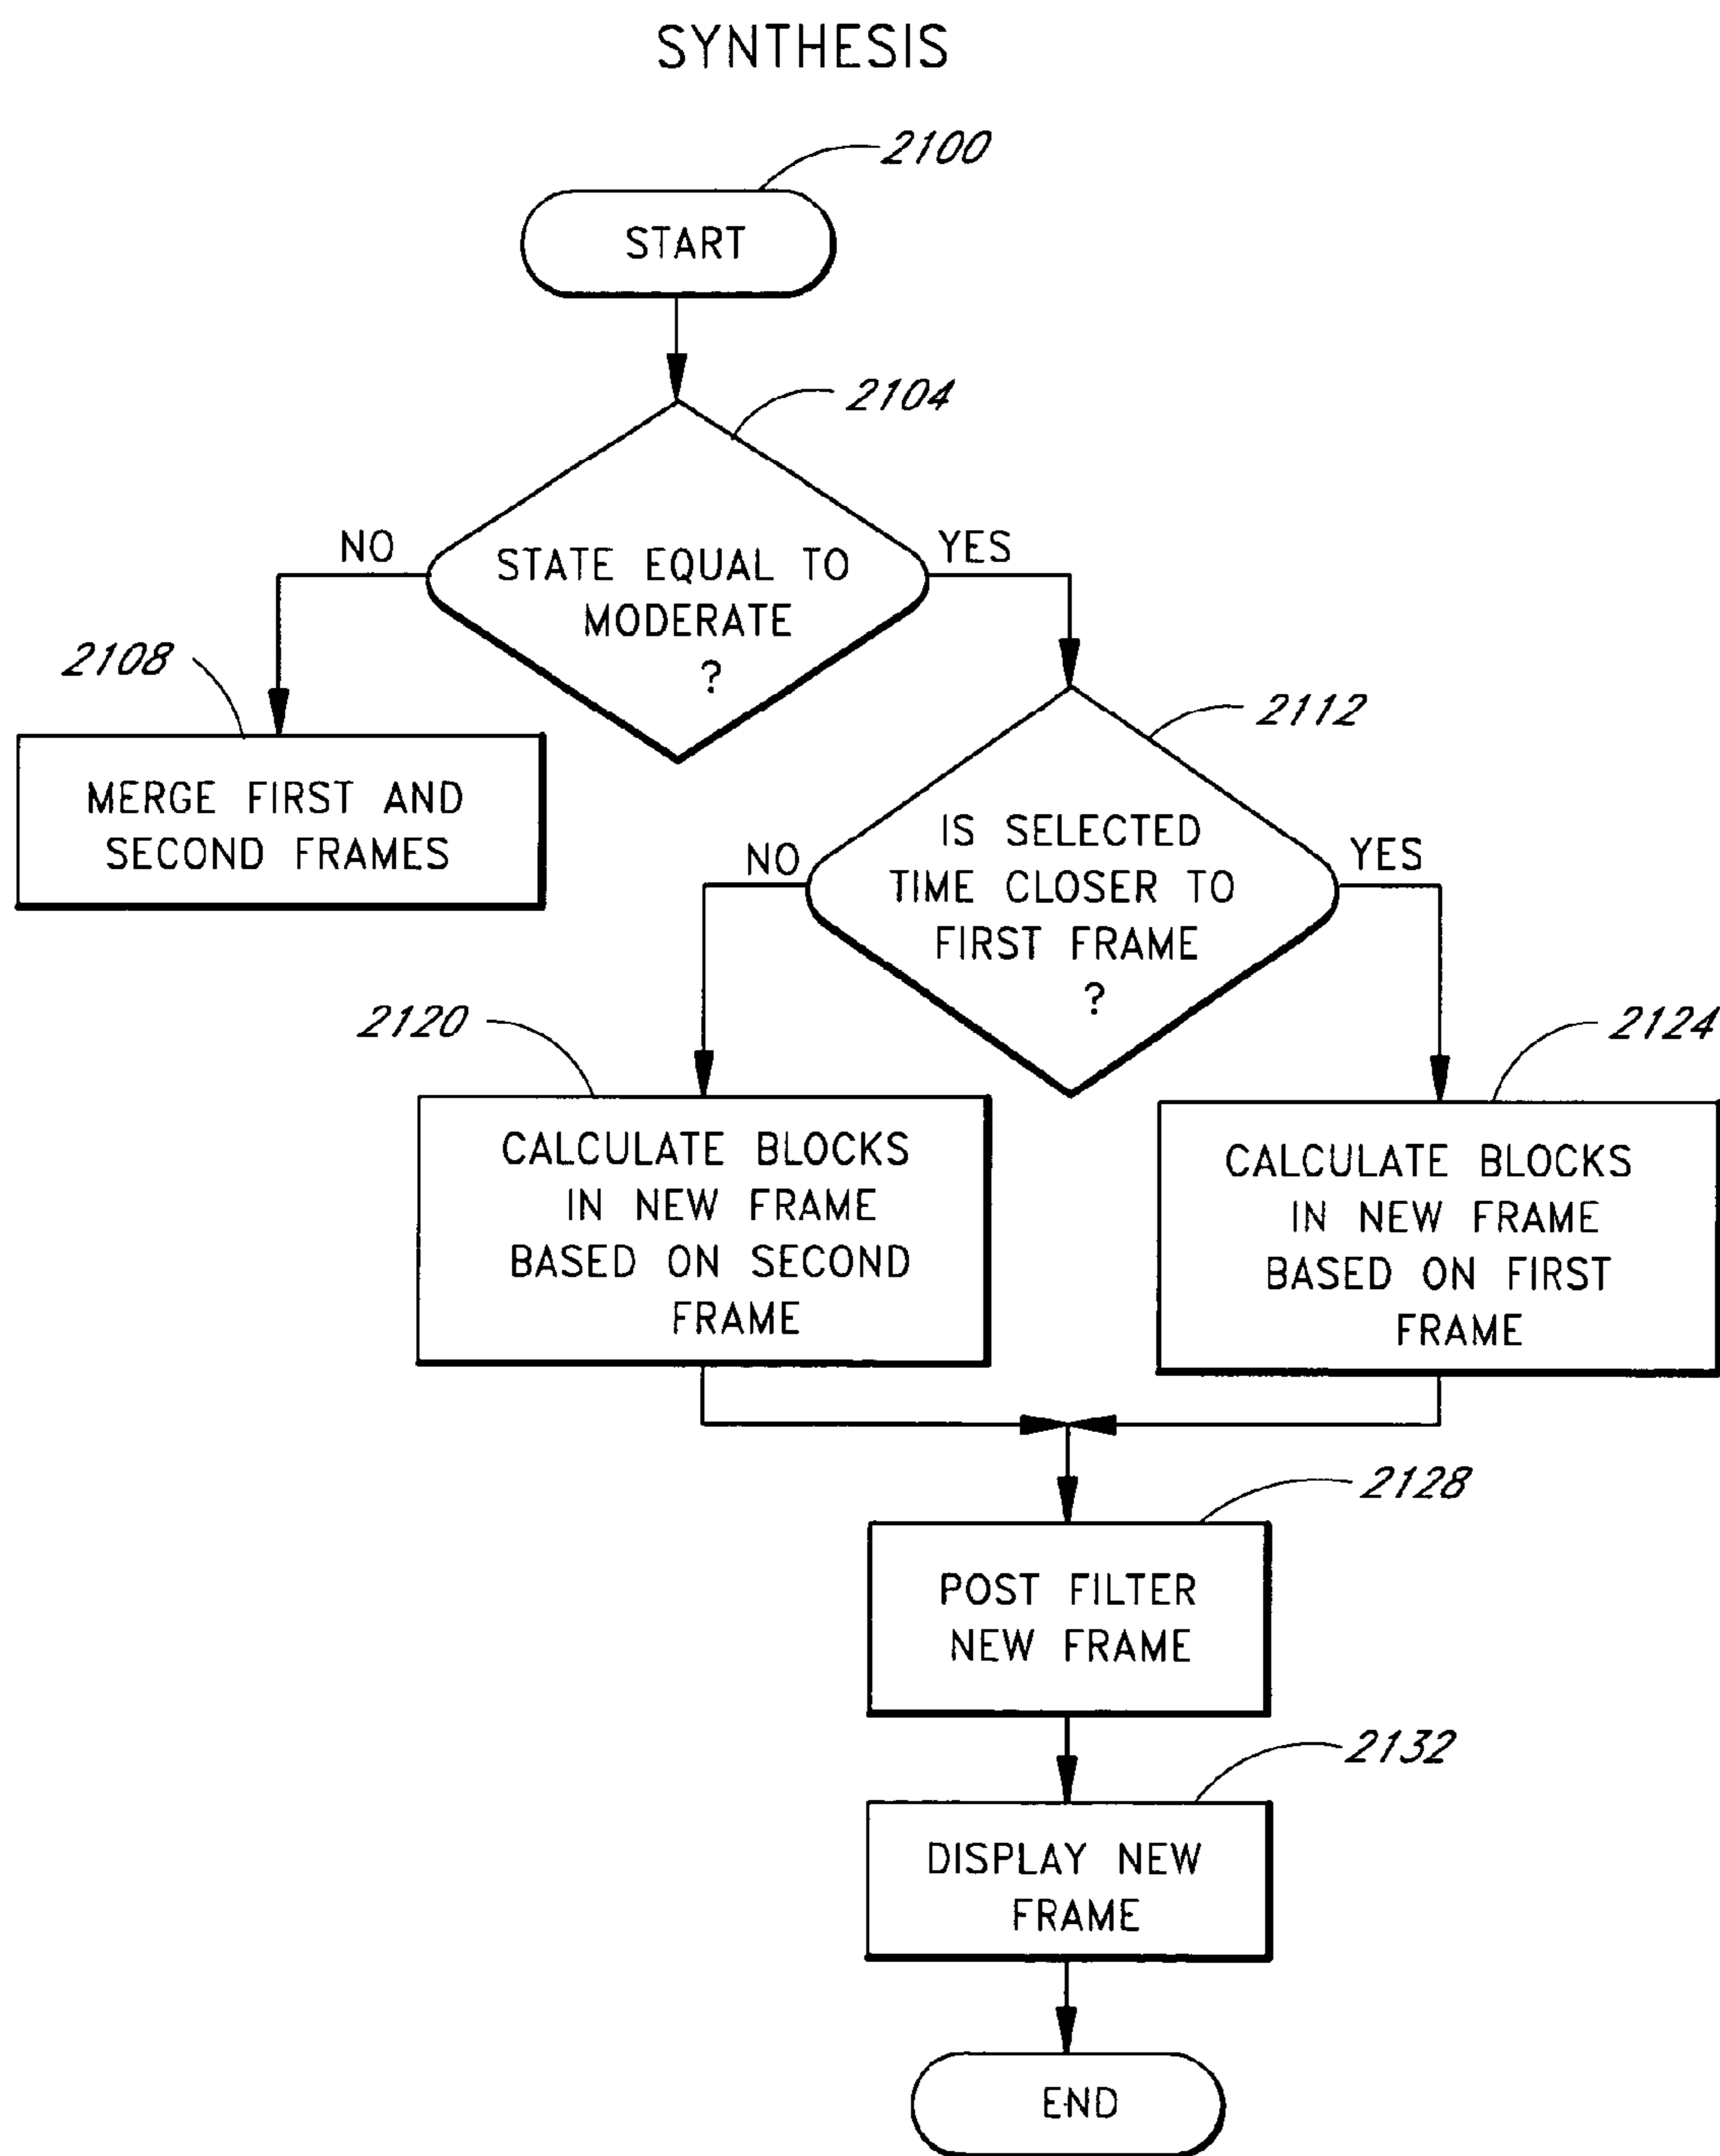 SYNTHESIS
2100
START
2104
STATE EQUAL TO
MODERATE
?
NO
YES
2108
MERGE FIRST AND
SECOND FRAMES
2112
IS SELECTED
TIME CLOSER TO
FIRST FRAME
?
NO
YES
2120
CALCULATE BLOCKS
IN NEW FRAME
BASED ON SECOND
FRAME
2124
CALCULATE BLOCKS
IN NEW FRAME
BASED ON FIRST
FRAME
2128
POST FILTER
NEW FRAME
2132
DISPLAY NEW
FRAME
END